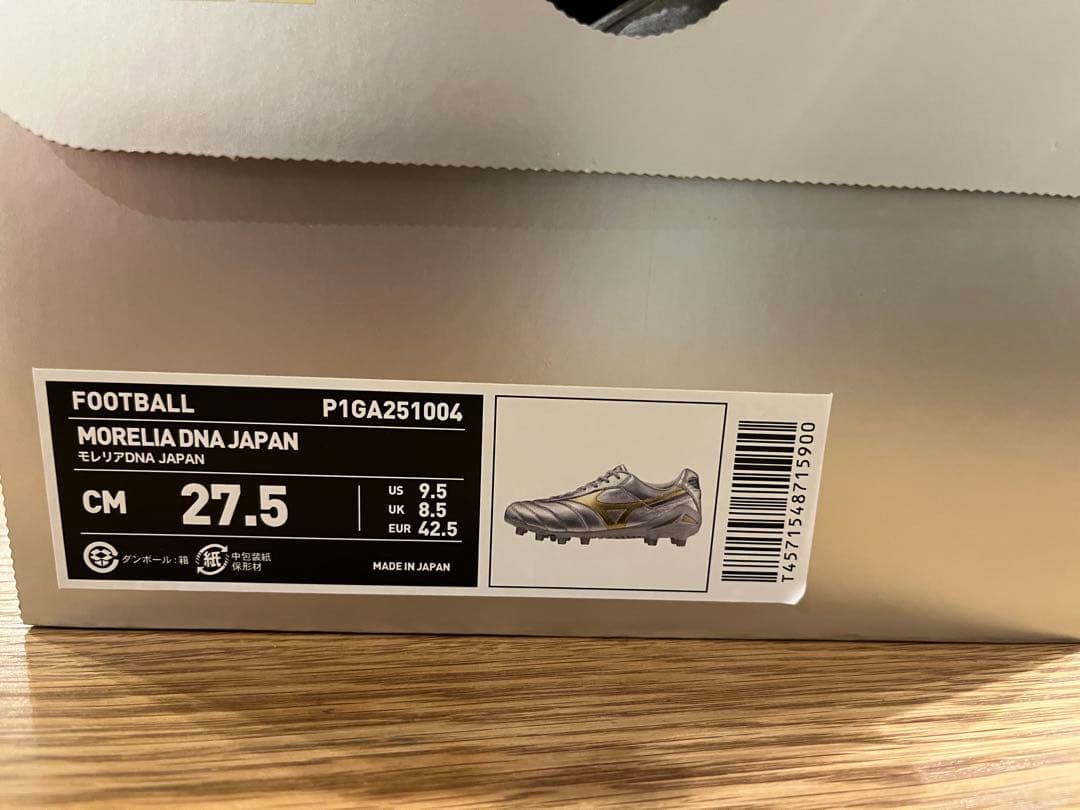 FOOTBALL P1GA251004
MORELIA DNA JAPAN
モレリアDNA JAPAN
CM 27.5
US 9.5
UK 8.5
EUR 42.5
ダンボール:箱
紙 中包装紙
保形材
MADE IN JAPAN
T4571548715900